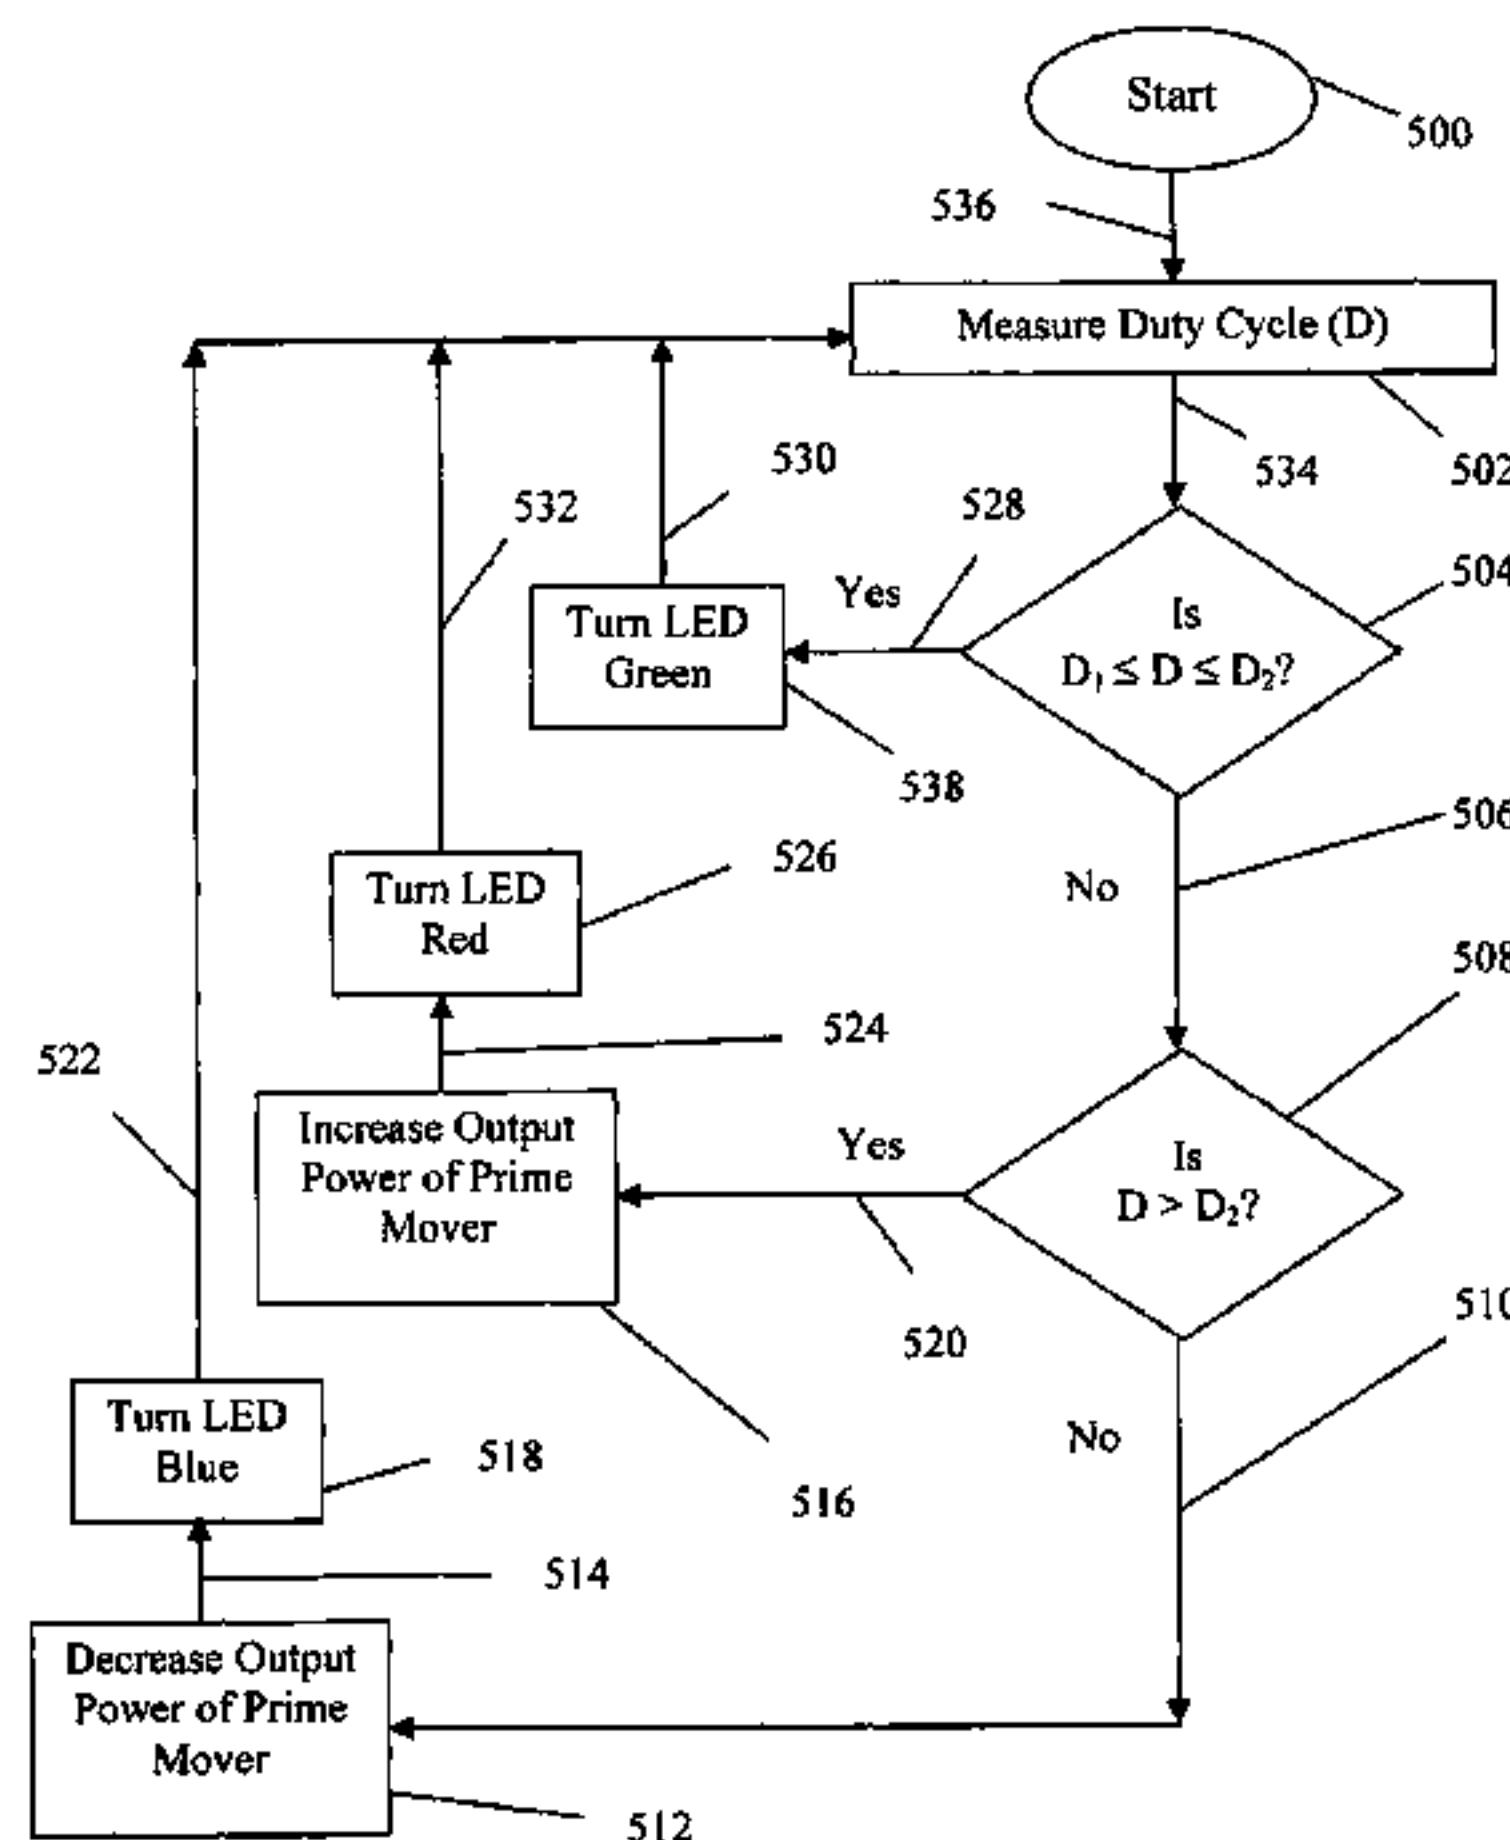 Start
500
536
Measure Duty Cycle (D)
530
534
502
532
528
504
Yes
Turn LED
Green
Is
D₁ ≤ D ≤ D₂?
538
506
526
Turn LED
Red
No
508
524
522
Increase Output
Power of Prime
Mover
Yes
Is
D > D₂?
510
520
Turn LED
Blue
No
518
516
514
Decrease Output
Power of Prime
Mover
512